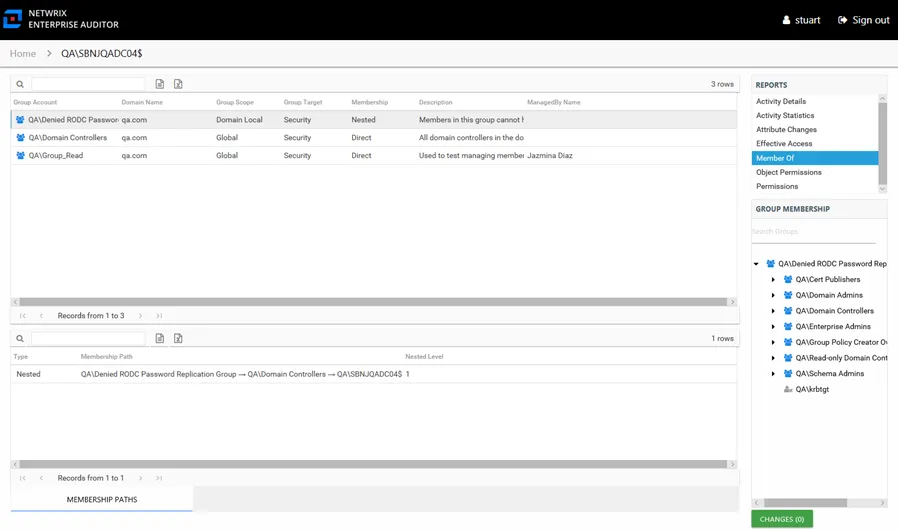 NETWRIX
ENTERPRISE AUDITOR
stuart
Sign out
Home > QA\SBNJQADC04$
3 rows
Group Account Domain Name Group Scope Group Target Membership Description ManagedBy Name
QA\Denied RODC Passwor qa.com Domain Local Security Nested Members in this group cannot h
QA\Domain Controllers qa.com Global Security Direct All domain controllers in the do
QA\Group_Read qa.com Global Security Direct Used to test managing membe Jazmina Diaz
Records from 1 to 3
1 rows
Type Membership Path Nested Level
Nested QA\Denied RODC Password Replication Group → QA\Domain Controllers → QA\SBNJQADC04$ 1
Records from 1 to 1
MEMBERSHIP PATHS
REPORTS
Activity Details
Activity Statistics
Attribute Changes
Effective Access
Member Of
Object Permissions
Permissions
GROUP MEMBERSHIP
Search Groups
QA\Denied RODC Password Rep
QA\Cert Publishers
QA\Domain Admins
QA\Domain Controllers
QA\Enterprise Admins
QA\Group Policy Creator Ov
QA\Read-only Domain Cont
QA\Schema Admins
QA\krbtgt
CHANGES (0)